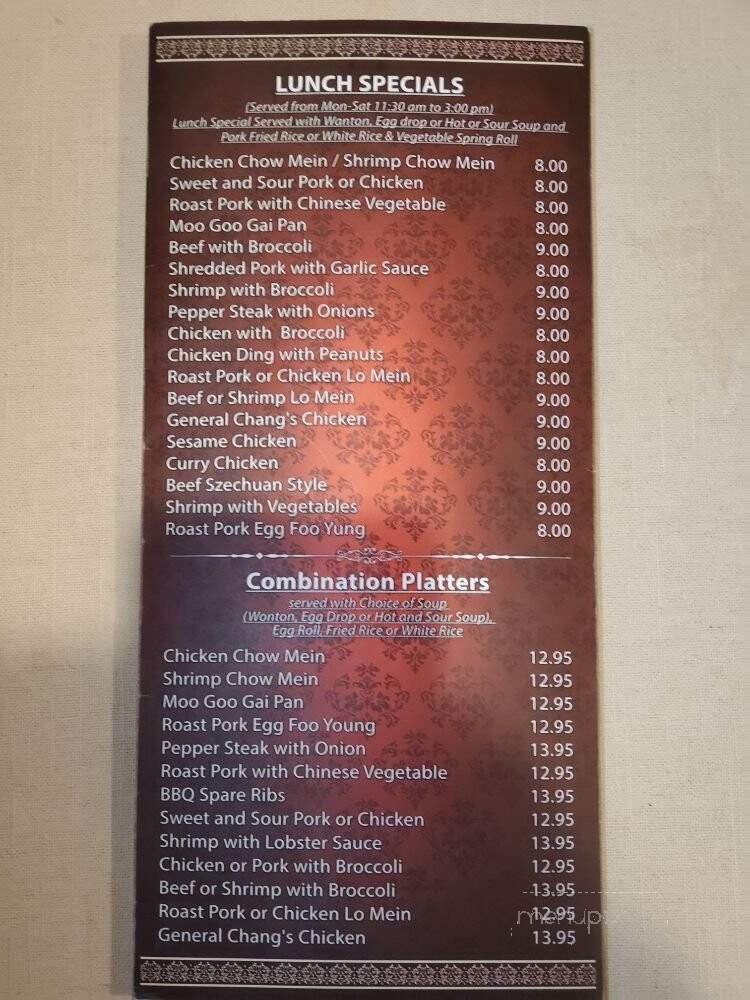 LUNCH SPECIALS
(Served from Mon-Sat 11:30 am to 3:00 pm)
Lunch Special Served with Wanton, Egg drop or Hot or Sour Soup and
Pork Fried Rice or White Rice & Vegetable Spring Roll
Chicken Chow Mein / Shrimp Chow Mein 8.00
Sweet and Sour Pork or Chicken 8.00
Roast Pork with Chinese Vegetable 8.00
Moo Goo Gai Pan 8.00
Beef with Broccoli 9.00
Shredded Pork with Garlic Sauce 8.00
Shrimp with Broccoli 9.00
Pepper Steak with Onions 9.00
Chicken with Broccoli 8.00
Chicken Ding with Peanuts 8.00
Roast Pork or Chicken Lo Mein 8.00
Beef or Shrimp Lo Mein 9.00
General Chang's Chicken 9.00
Sesame Chicken 9.00
Curry Chicken 8.00
Beef Szechuan Style 9.00
Shrimp with Vegetables 9.00
Roast Pork Egg Foo Yung 8.00
Combination Platters
served with Choice of Soup
(Wonton, Egg Drop or Hot and Sour Soup),
Egg Roll, Fried Rice or White Rice
Chicken Chow Mein 12.95
Shrimp Chow Mein 12.95
Moo Goo Gai Pan 12.95
Roast Pork Egg Foo Young 12.95
Pepper Steak with Onion 13.95
Roast Pork with Chinese Vegetable 12.95
BBQ Spare Ribs 13.95
Sweet and Sour Pork or Chicken 12.95
Shrimp with Lobster Sauce 13.95
Chicken or Pork with Broccoli 12.95
Beef or Shrimp with Broccoli 13.95
Roast Pork or Chicken Lo Mein 12.95
General Chang's Chicken 13.95